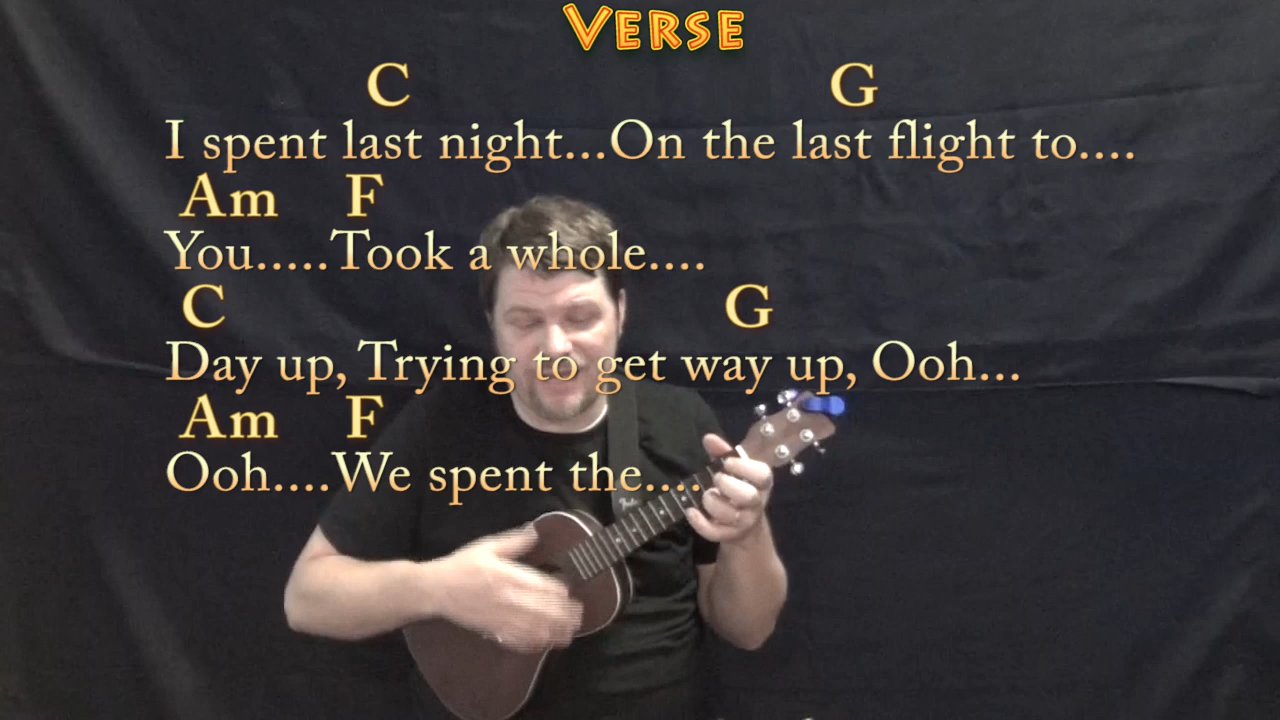 VERSE
C G
I spent last night...On the last flight to....
Am F
You.....Took a whole....
C G
Day up, Trying to get way up, Ooh...
Am F
Ooh....We spent the....